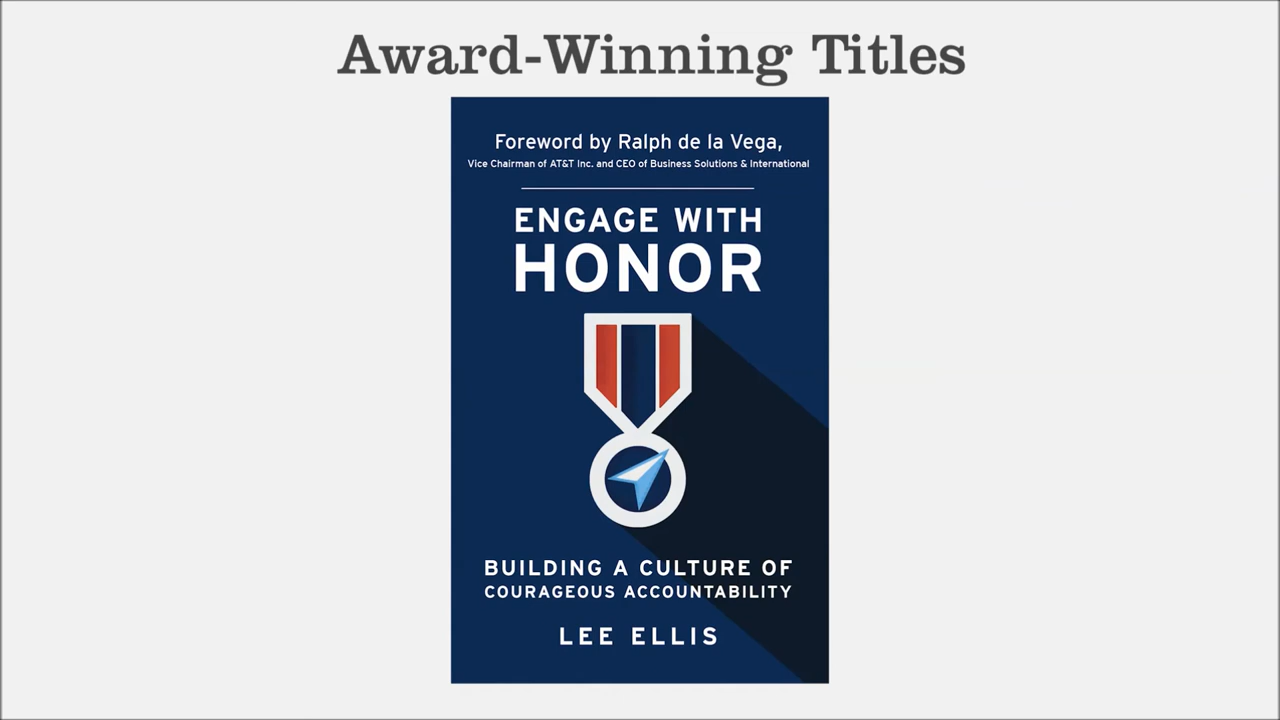 Award-Winning Titles
Foreword by Ralph de la Vega,
Vice Chairman of AT&T Inc. and CEO of Business Solutions & International
ENGAGE WITH
HONOR
BUILDING A CULTURE OF
COURAGEOUS ACCOUNTABILITY
LEE ELLIS